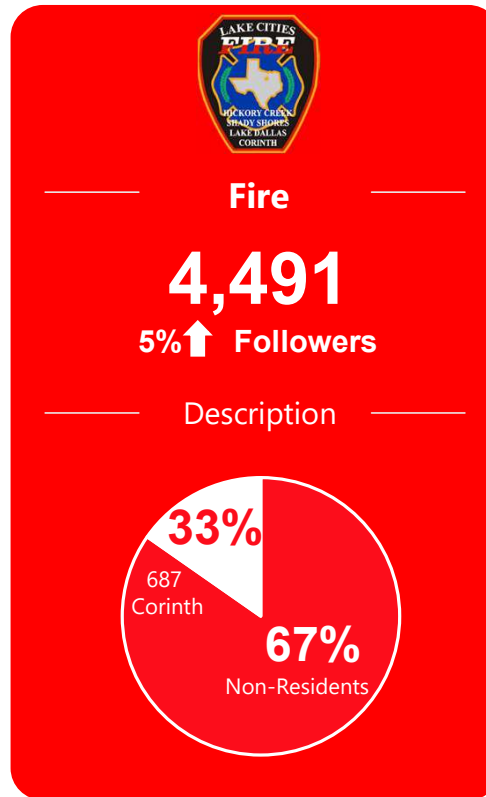 LAKE CITIES
FIRE
HICKORY CREEK
SHADY SHORES
LAKE DALLAS
CORINTH
Fire
4,491
5% Followers
Description
33%
687
Corinth
67%
Non-Residents